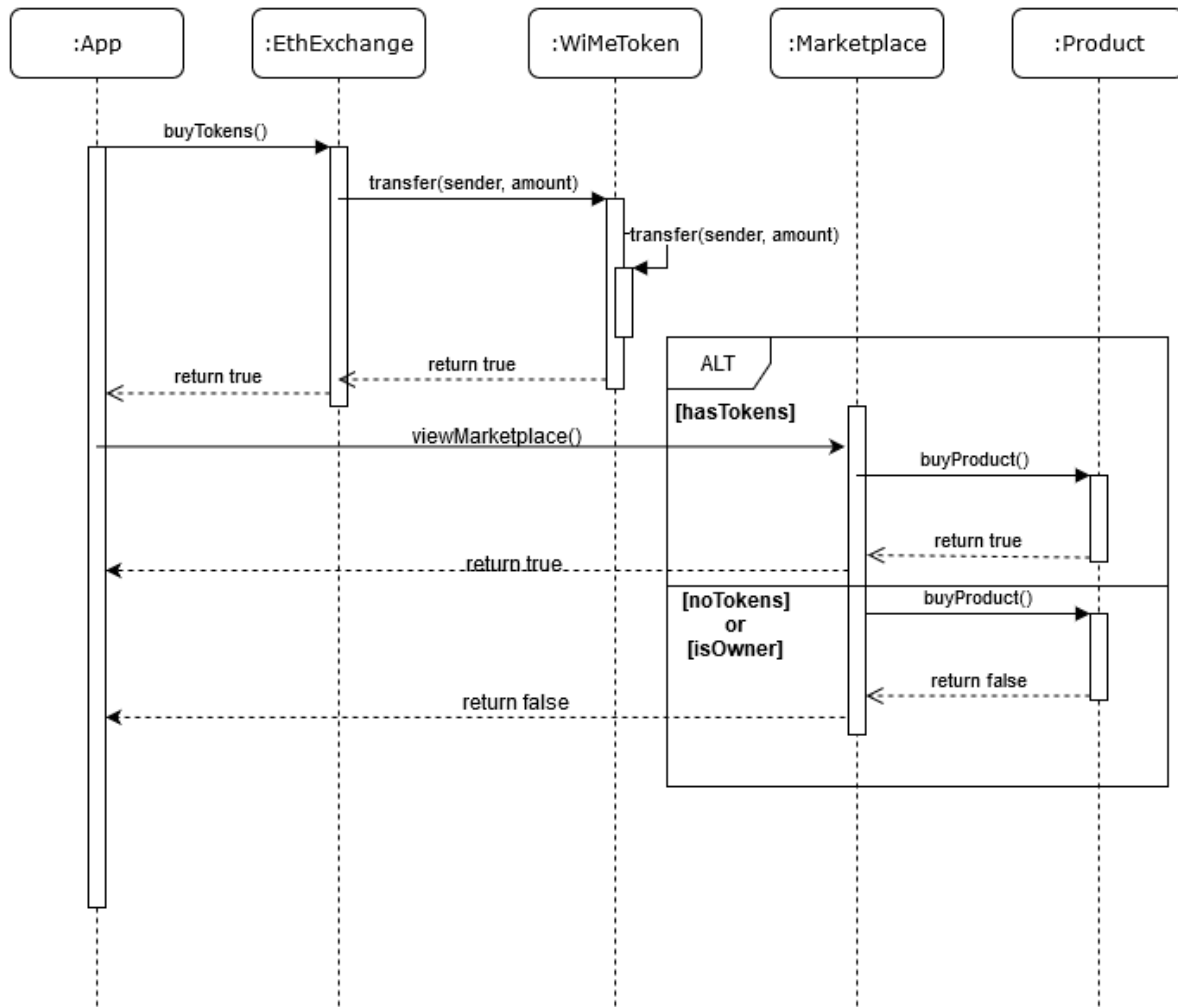 :App
:EthExchange
:WiMeToken
:Marketplace
:Product
buyTokens()
transfer(sender, amount)
transfer(sender, amount)
return true
return true
ALT
[hasTokens]
viewMarketplace()
buyProduct()
return true
return true
[noTokens]
or
[isOwner]
buyProduct()
return false
return false